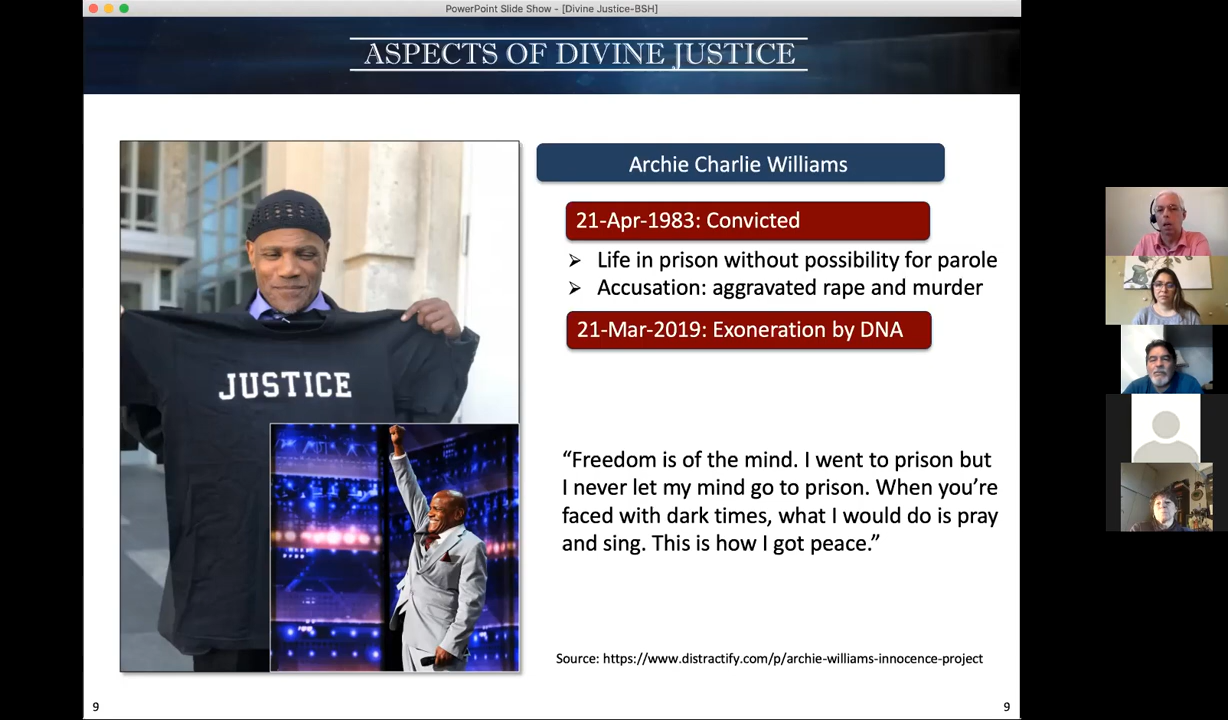 PowerPoint Slide Show - [Divine Justice-BSH]
ASPECTS OF DIVINE JUSTICE
Archie Charlie Williams
21-Apr-1983: Convicted
➢ Life in prison without possibility for parole
➢ Accusation: aggravated rape and murder
21-Mar-2019: Exoneration by DNA
JUSTICE
“Freedom is of the mind. I went to prison but
I never let my mind go to prison. When you’re
faced with dark times, what I would do is pray
and sing. This is how I got peace.”
Source: https://www.distractify.com/p/archie-williams-innocence-project
9
9